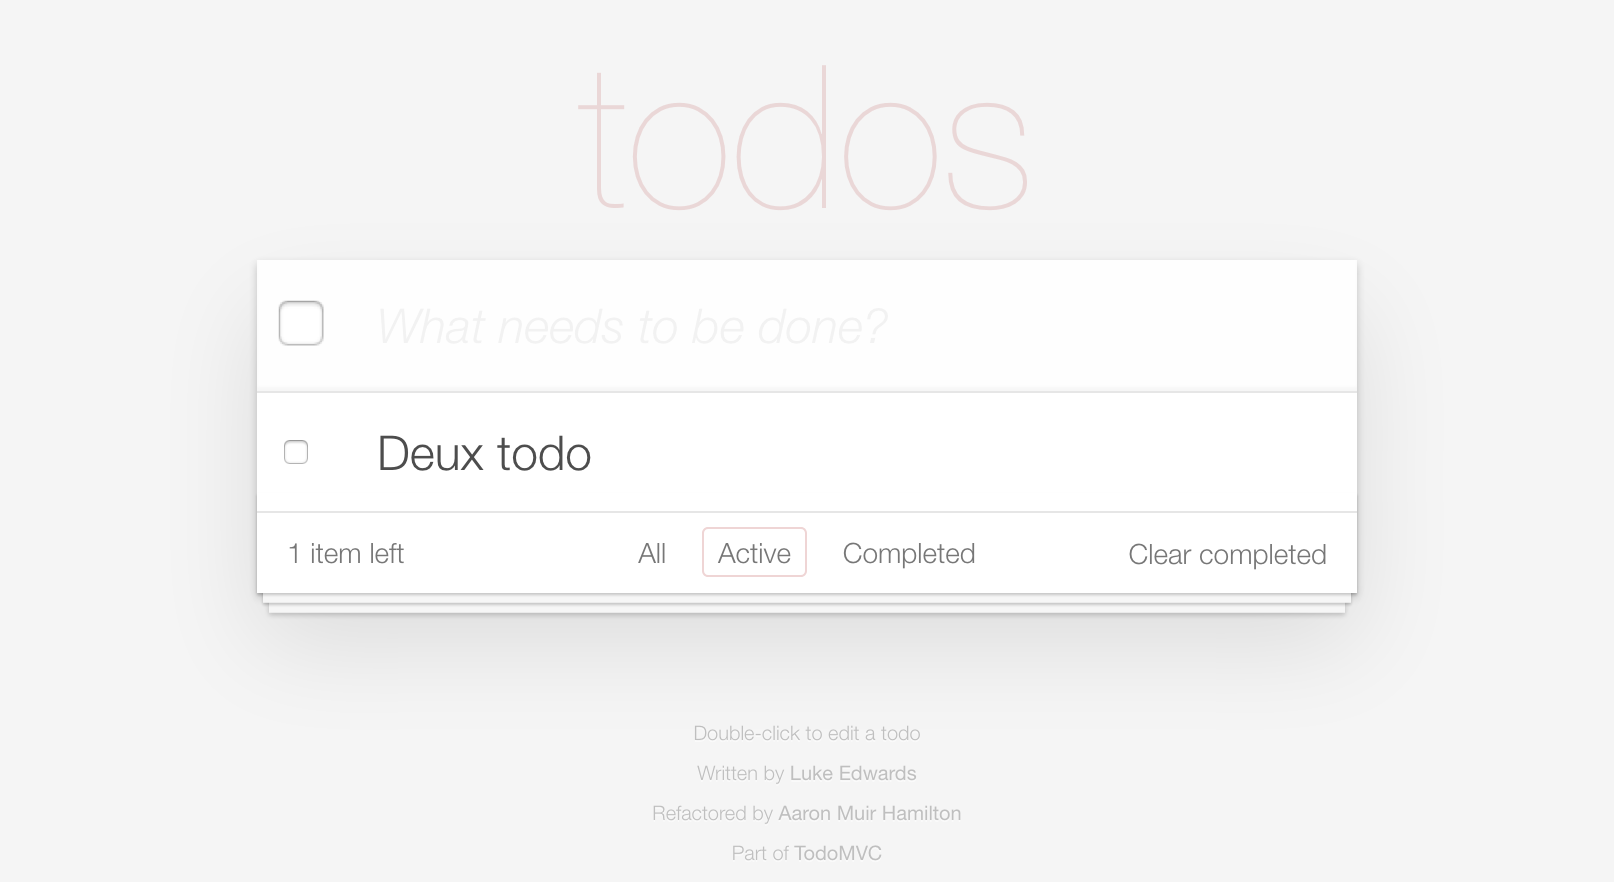 todos
What needs to be done?
Deux todo
1 item left All Active Completed Clear completed
Double-click to edit a todo
Written by Luke Edwards
Refactored by Aaron Muir Hamilton
Part of TodoMVC